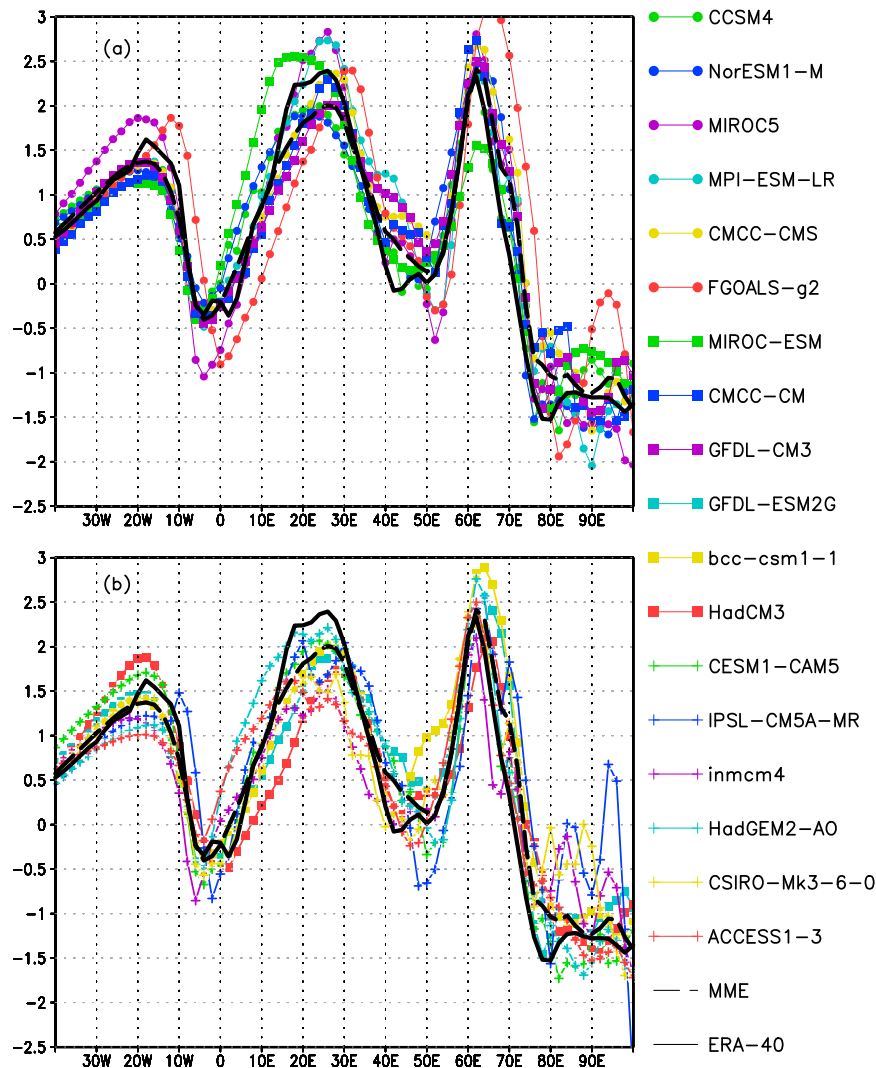 3
2.5
2
1.5
1
0.5
0
-0.5
-1
-1.5
-2
-2.5
(a)
30W 20W 10W 0 10E 20E 30E 40E 50E 60E 70E 80E 90E
3
2.5
2
1.5
1
0.5
0
-0.5
-1
-1.5
-2
-2.5
(b)
30W 20W 10W 0 10E 20E 30E 40E 50E 60E 70E 80E 90E
CCSM4
NorESM1-M
MIROC5
MPI-ESM-LR
CMCC-CMS
FGOALS-g2
MIROC-ESM
CMCC-CM
GFDL-CM3
GFDL-ESM2G
bcc-csm1-1
HadCM3
CESM1-CAM5
IPSL-CM5A-MR
inmcm4
HadGEM2-AO
CSIRO-Mk3-6-0
ACCESS1-3
MME
ERA-40